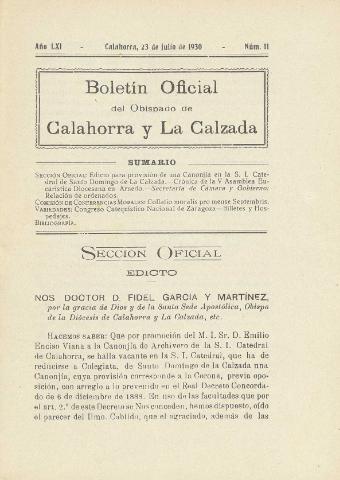 Año LXI - Calahorra, 23 de julio de 1930 - Núm. 11
Boletín Oficial
del Obispado de
Calahorra y La Calzada
SUMARIO
SECCIÓN OFICIAL: Edicto para provisión de una Canonjía en la S. I. Cate-
dral de Santo Domingo de La Calzada.—Crónica de la V Asamblea Eu-
carística Diocesana en Arnedo.—Secretaría de Cámara y Gobierno:
Relación de ordenados.
COMISIÓN DE CONFERENCIAS MORALES: Collatio moralis pro mense Septembris.
VARIEDADES: Congreso Catequístico Nacional de Zaragoza.—Billetes y Hos-
pedajes.
BIBLIOGRAFÍA.
SECCION OFICIAL
EDICTO
NOS DOCTOR D. FIDEL GARCÍA Y MARTÍNEZ,
por la gracia de Dios y de la Santa Sede Apostólica, Obispo
de la Diócesis de Calahorra y La Calzada, etc.
HACEMOS SABER: Que por promoción del M. I. Sr. D. Emilio
Enciso Viana a la Canonjía de Archivero de la S. I. Catedral
de Calahorra, se halla vacante en la S. I. Catedral, que ha de
reducirse a Colegiata, de Santo Domingo de la Calzada una
Canonjía, cuya provisión corresponde a la Corona, previa opo-
sición, con arreglo a lo prevenido en el Real Decreto Concorda-
do de 6 de diciembre de 1888. En uso de las facultades que por
el art. 2.º de este Decreto se Nos conceden, hemos dispuesto, oído
el parecer del Ilmo. Cabildo, que el agraciado, además de las